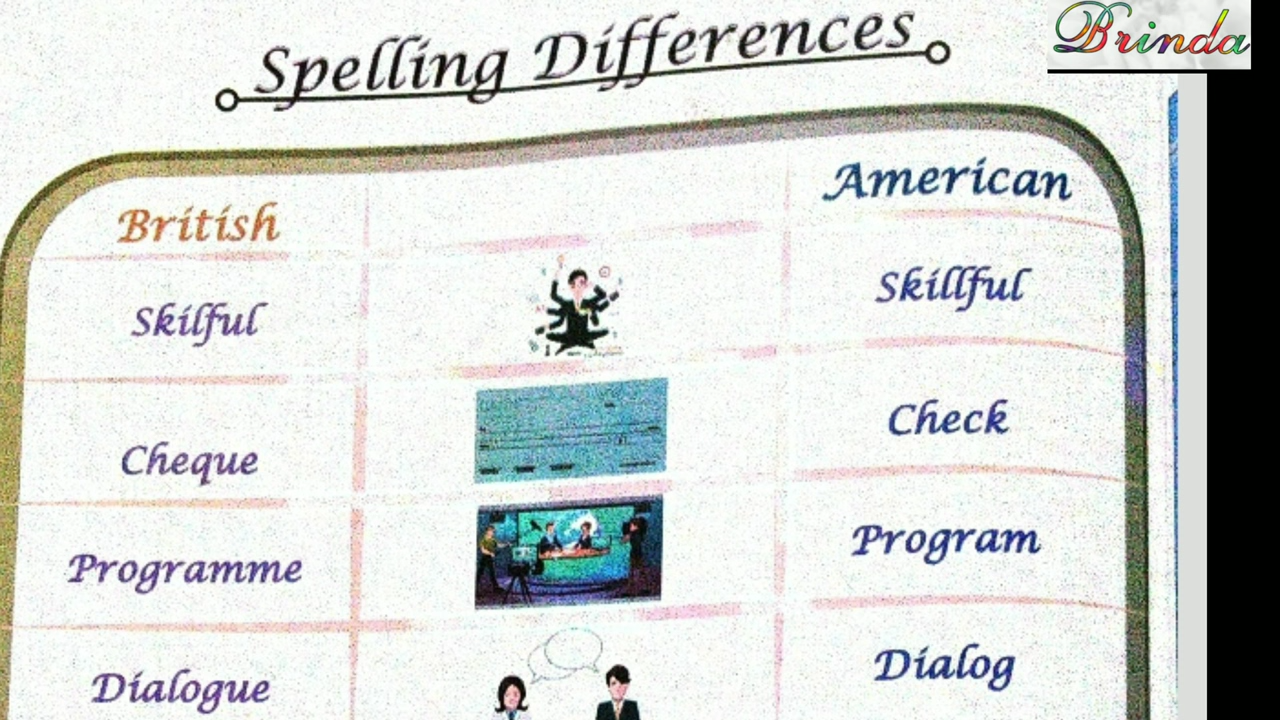 Spelling Differences
Brinda
British American
Skilful Skillful
Cheque Check
Programme Program
Dialogue Dialog